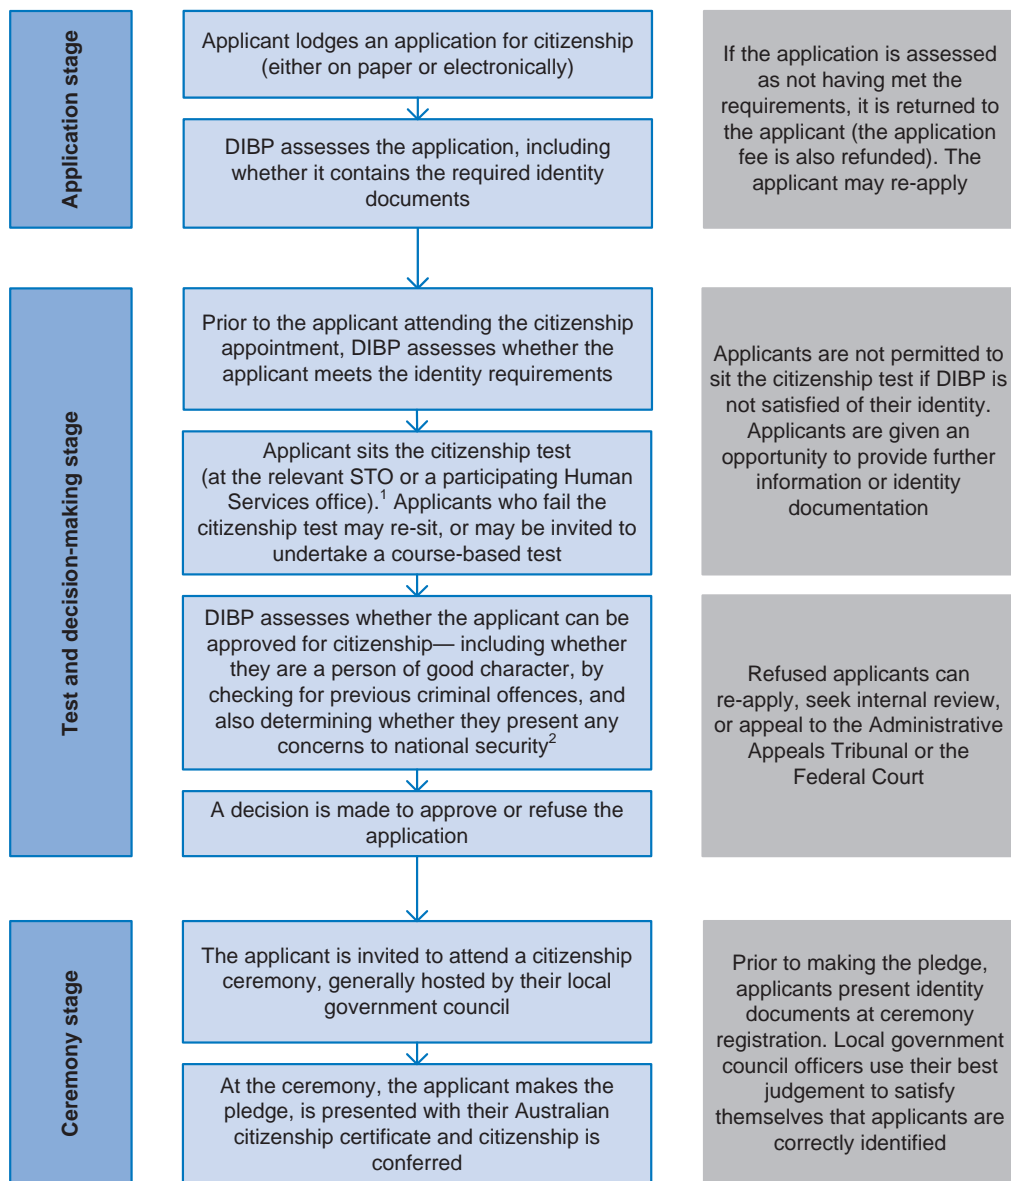 Application stage
Applicant lodges an application for citizenship
(either on paper or electronically)
DIBP assesses the application, including
whether it contains the required identity
documents
If the application is assessed
as not having met the
requirements, it is returned to
the applicant (the application
fee is also refunded). The
applicant may re-apply
Test and decision-making stage
Prior to the applicant attending the citizenship
appointment, DIBP assesses whether the
applicant meets the identity requirements
Applicant sits the citizenship test
(at the relevant STO or a participating Human
Services office).1 Applicants who fail the
citizenship test may re-sit, or may be invited to
undertake a course-based test
Applicants are not permitted to
sit the citizenship test if DIBP is
not satisfied of their identity.
Applicants are given an
opportunity to provide further
information or identity
documentation
DIBP assesses whether the applicant can be
approved for citizenship— including whether
they are a person of good character, by
checking for previous criminal offences, and
also determining whether they present any
concerns to national security2
A decision is made to approve or refuse the
application
Refused applicants can
re-apply, seek internal review,
or appeal to the Administrative
Appeals Tribunal or the
Federal Court
Ceremony stage
The applicant is invited to attend a citizenship
ceremony, generally hosted by their local
government council
At the ceremony, the applicant makes the
pledge, is presented with their Australian
citizenship certificate and citizenship is
conferred
Prior to making the pledge,
applicants present identity
documents at ceremony
registration. Local government
council officers use their best
judgement to satisfy
themselves that applicants are
correctly identified